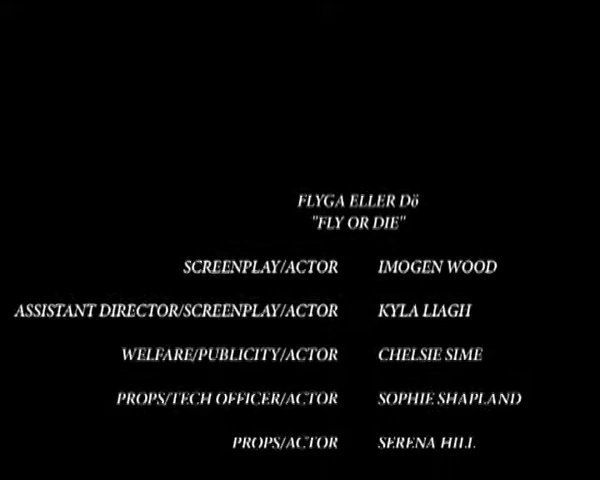 FLYGA ELLER Dö
"FLY OR DIE"
SCREENPLAY/ACTOR IMOGEN WOOD
ASSISTANT DIRECTOR/SCREENPLAY/ACTOR KYLA LIAGH
WELFARE/PUBLICITY/ACTOR CHELSIE SIME
PROPS/TECH OFFICER/ACTOR SOPHIE SHAPLAND
PROPS/ACTOR SERENA HILL